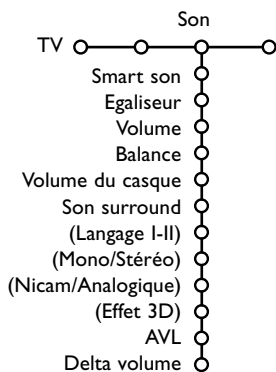 Son
TV
Smart son
Egaliseur
Volume
Balance
Volume du casque
Son surround
(Langage I-II)
(Mono/Stéréo)
(Nicam/Analogique)
(Effet 3D)
AVL
Delta volume